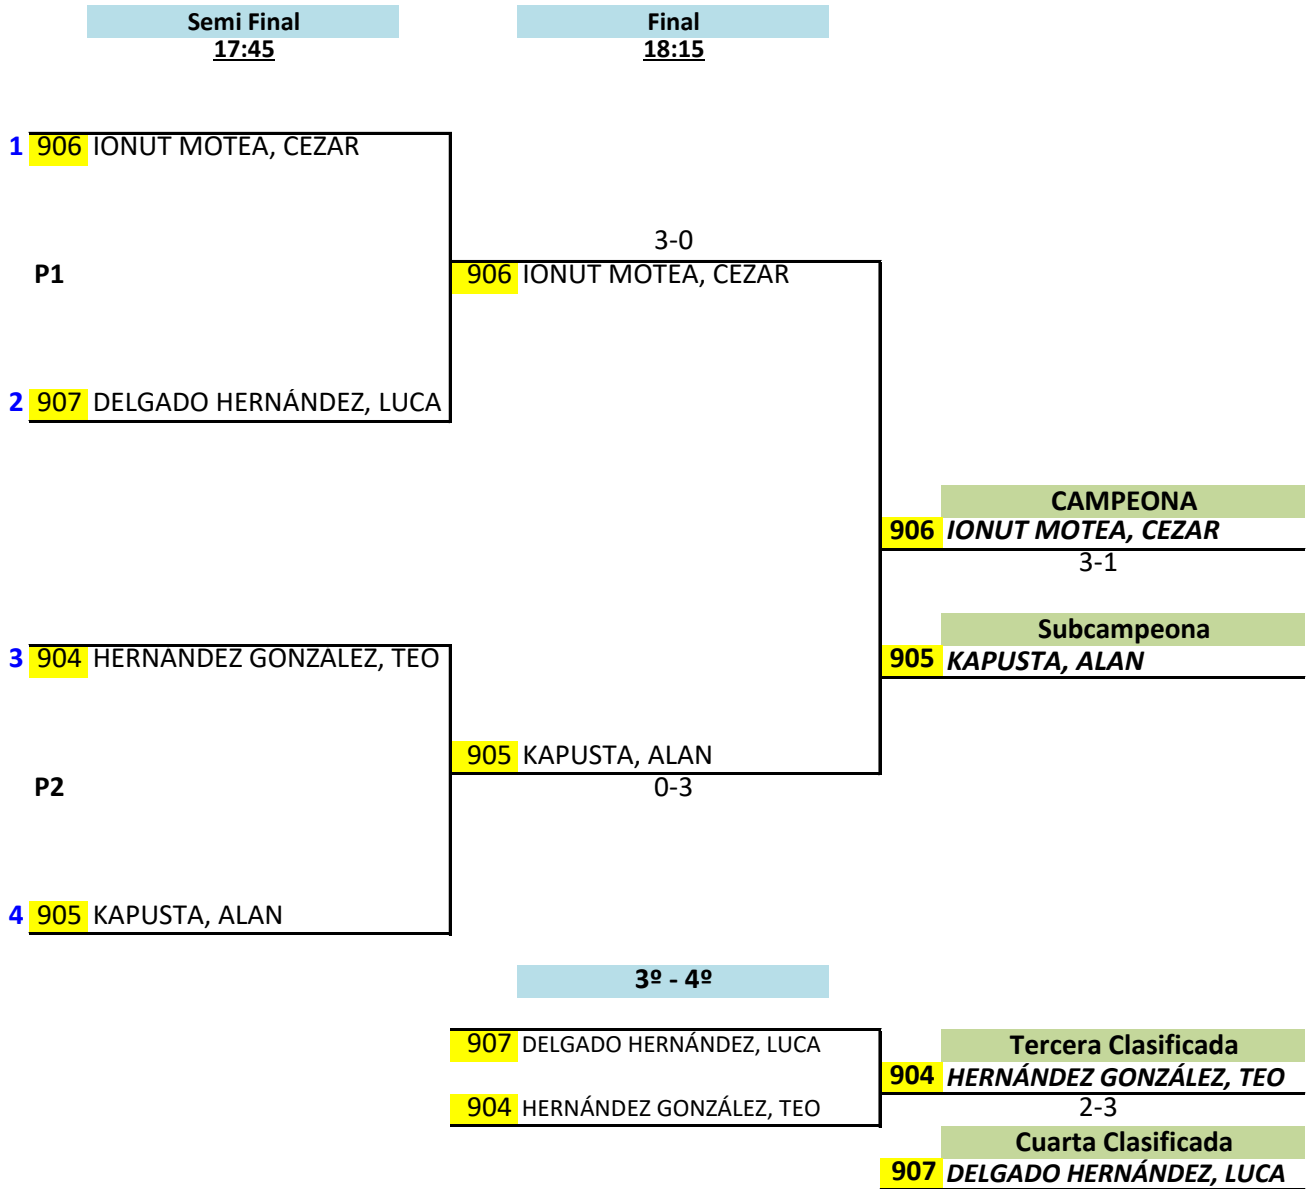 Semi Final Final
17:45 18:15
1 906 IONUT MOTEA, CEZAR
3-0
P1 906 IONUT MOTEA, CEZAR
2 907 DELGADO HERNÁNDEZ, LUCA
CAMPEONA
906 IONUT MOTEA, CEZAR
3-1
Subcampeona
3 904 HERNÁNDEZ GONZÁLEZ, TEO 905 KAPUSTA, ALAN
905 KAPUSTA, ALAN
P2 0-3
4 905 KAPUSTA, ALAN
3º - 4º
907 DELGADO HERNÁNDEZ, LUCA Tercera Clasificada
904 HERNÁNDEZ GONZÁLEZ, TEO
904 HERNÁNDEZ GONZÁLEZ, TEO 2-3
Cuarta Clasificada
907 DELGADO HERNÁNDEZ, LUCA